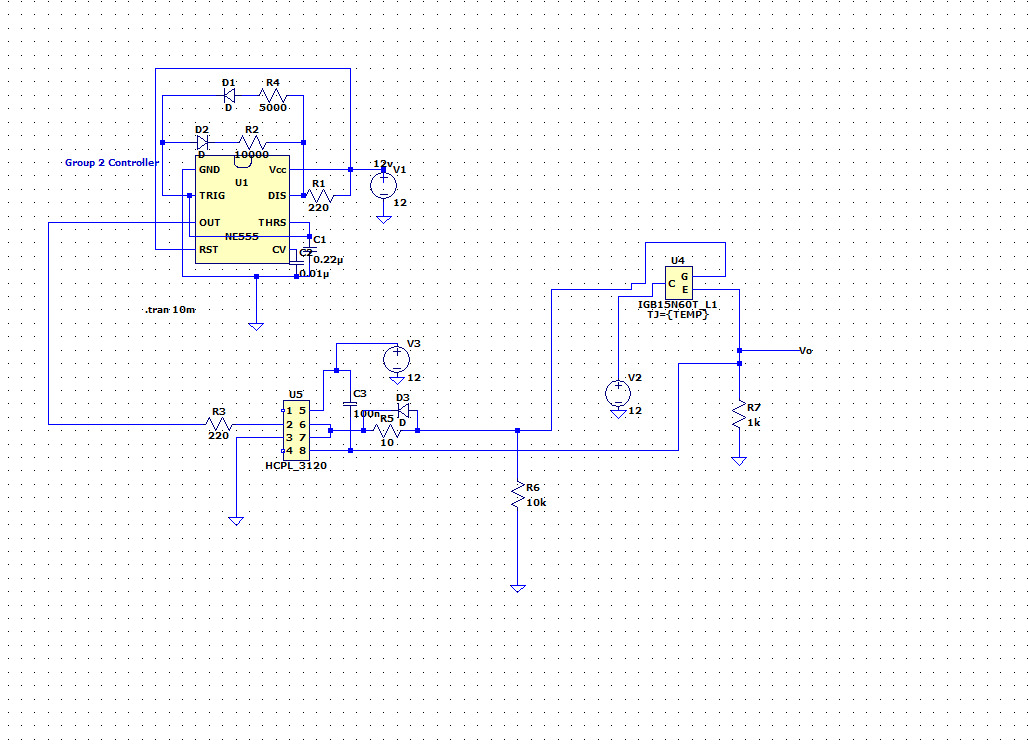 D1
R4
D
5000
D2
R2
D
10000
Group 2 Controller
GND
Vcc
U1
TRIG
DIS
OUT
THRS
NE555
RST
CV
R1
220
12v
V1
12
C1
0.22µ
C2
0.01µ
.tran 10m
U4
G
C
E
IGB15N60T_L1
TJ={TEMP}
Vo
V3
12
V2
12
R7
1k
U5
1 5
2 6
3 7
4 8
HCPL_3120
R3
220
C3
100n
D3
D
R5
10
R6
10k